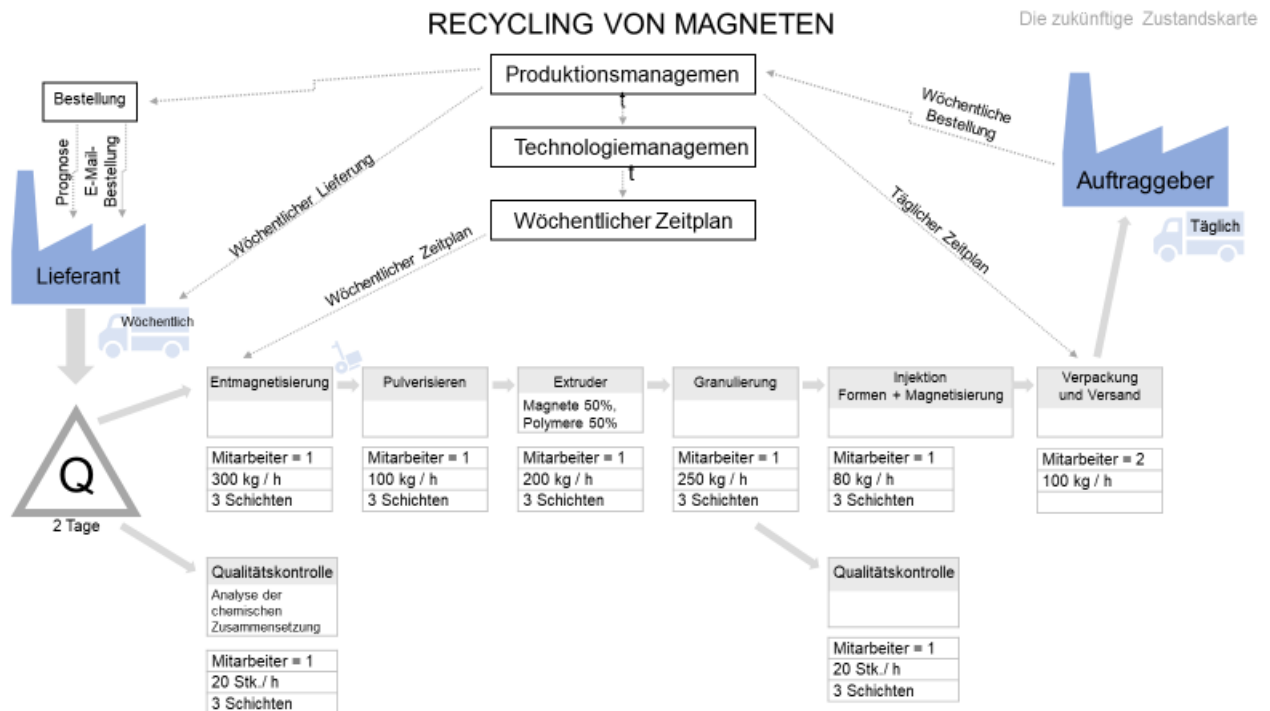 RECYCLING VON MAGNETEN
Die zukünftige Zustandskarte
Produktionsmanagemen
t
Technologiemanagemen
t
Wöchentlicher Zeitplan
Bestellung
Prognose
E-Mail-
Bestellung
Lieferant
Wöchentlich
Wöchentlicher Lieferung
Wöchentlicher Zeitplan
Täglicher Zeitplan
Wöchentliche
Bestellung
Auftraggeber
Täglich
Q
2 Tage
Entmagnetisierung
Mitarbeiter = 1
300 kg / h
3 Schichten
Pulverisieren
Mitarbeiter = 1
100 kg / h
3 Schichten
Extruder
Magnete 50%,
Polymere 50%
Mitarbeiter = 1
200 kg / h
3 Schichten
Granulierung
Mitarbeiter = 1
250 kg / h
3 Schichten
Injektion
Formen + Magnetisierung
Mitarbeiter = 1
80 kg / h
3 Schichten
Verpackung
und Versand
Mitarbeiter = 2
100 kg / h
Qualitätskontrolle
Analyse der
chemischen
Zusammensetzung
Mitarbeiter = 1
20 Stk./ h
3 Schichten
Qualitätskontrolle
Mitarbeiter = 1
20 Stk./ h
3 Schichten